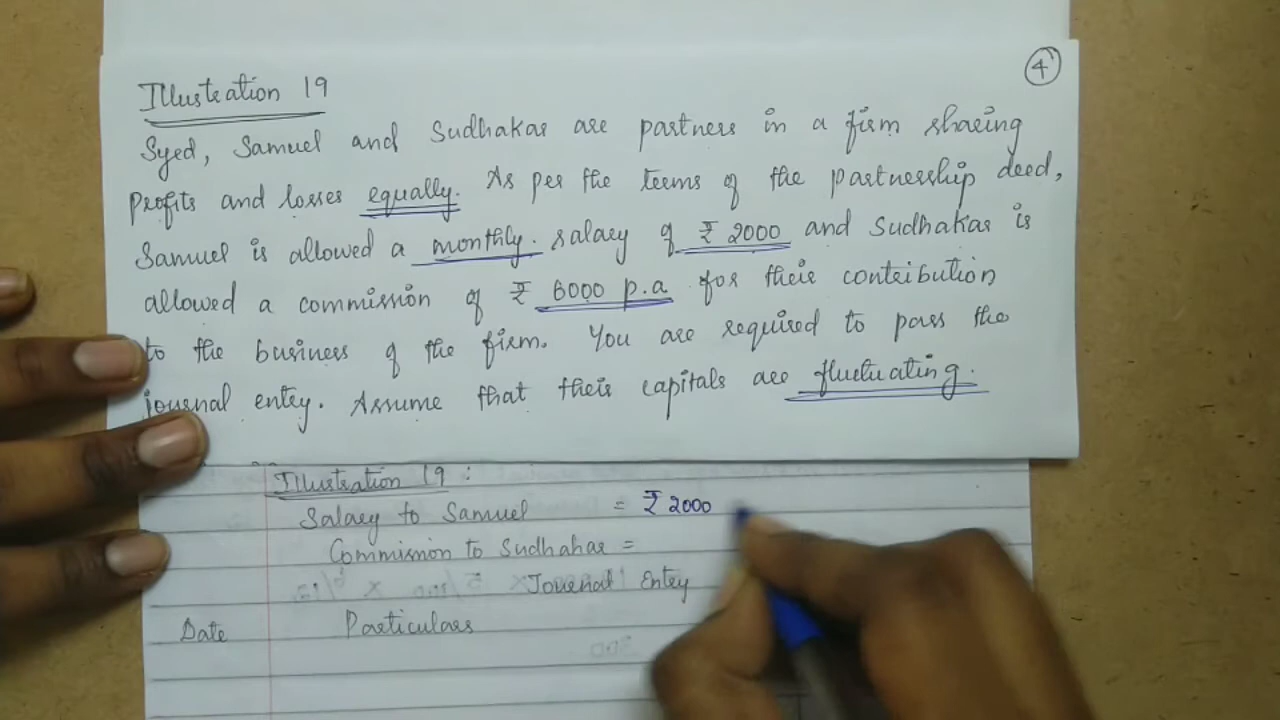 4
Illustration 19
Syed, Samuel and Sudhakar are partners in a firm sharing
Profits and losses equally. As per the terms of the partnership deed,
Samuel is allowed a monthly. salary of ₹ 2000 and Sudhakar is
allowed a commission of ₹ 6000 p.a for their contribution
to the business of the firm. You are required to pass the
journal entry. Assume that their capitals are fluctuating.
Illustration 19 :
Salary to Samuel = ₹ 2000
Commission to Sudhahar =
Journal Entry
Date Particulars